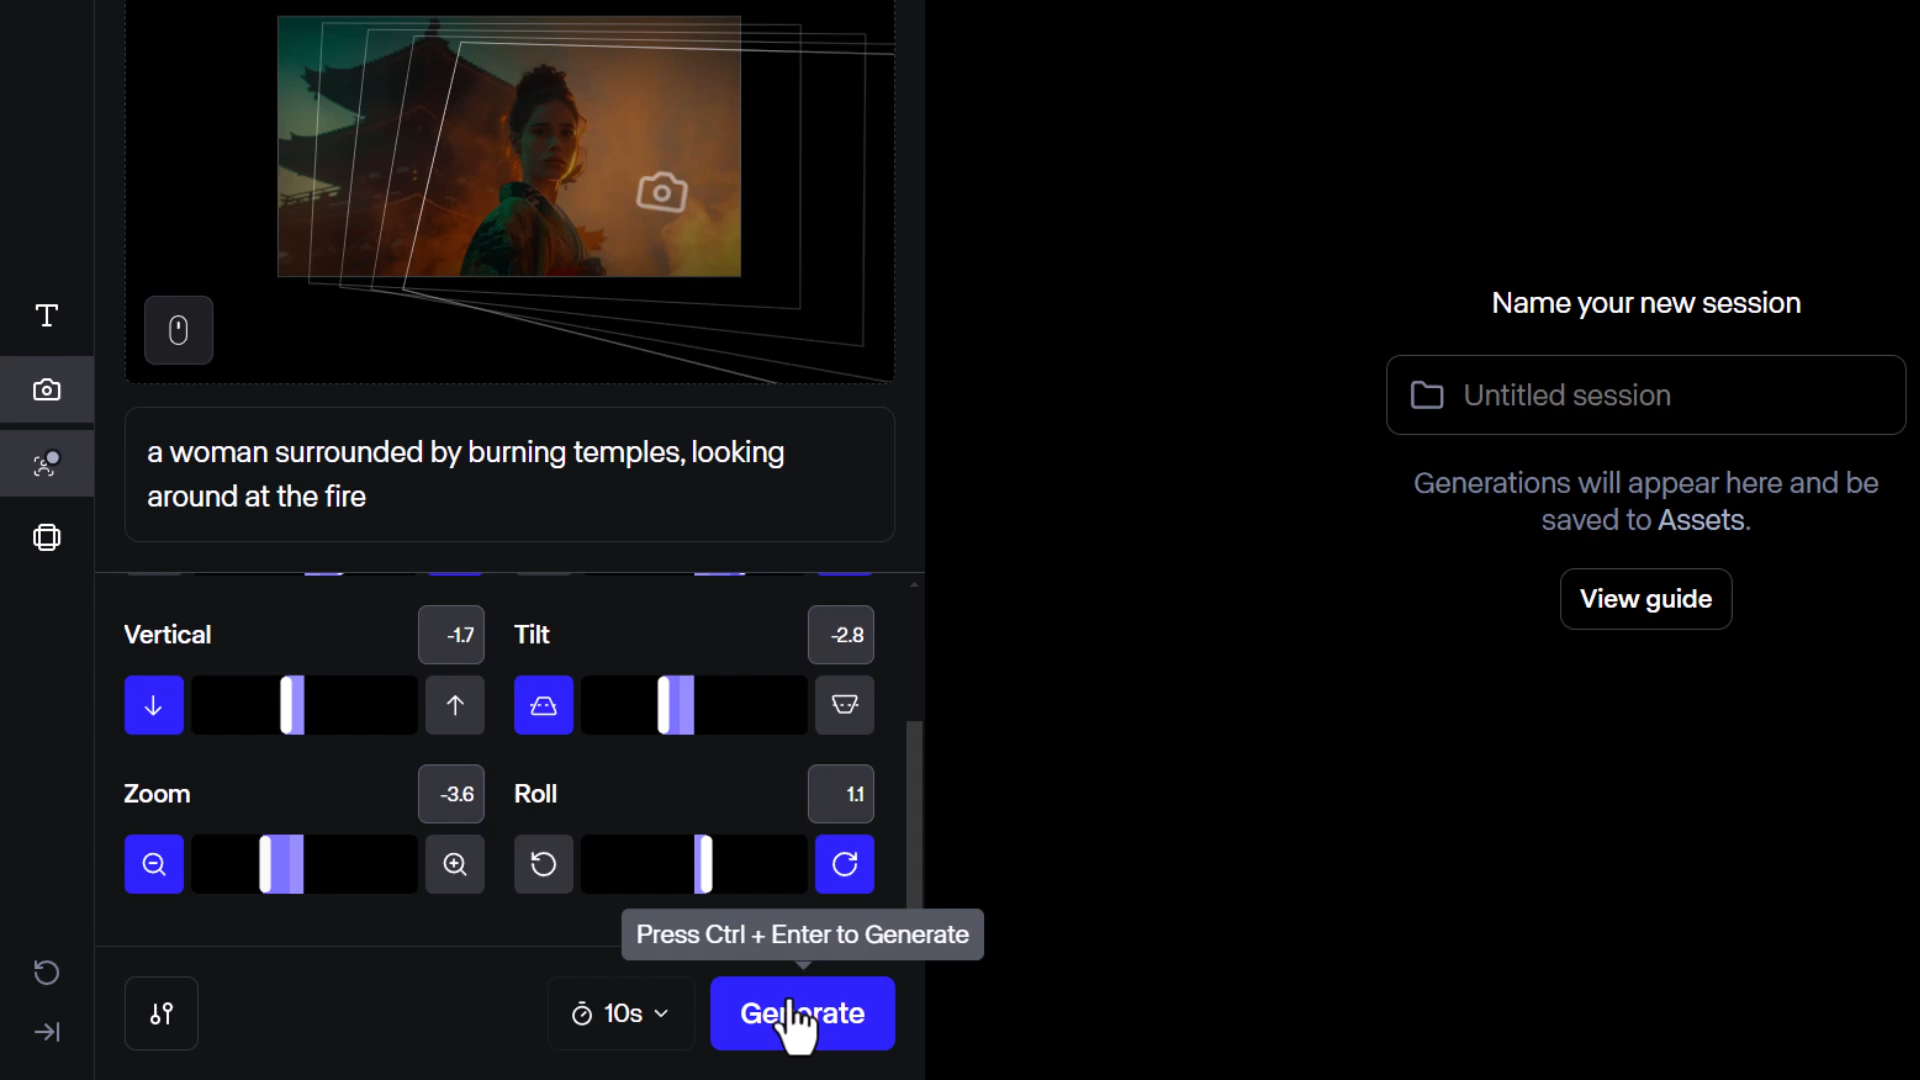 T
a woman surrounded by burning temples, looking
around at the fire
Vertical
-1.7
Tilt
-2.8
Zoom
-3.6
Roll
1.1
Press Ctrl + Enter to Generate
10s
Generate
Name your new session
Untitled session
Generations will appear here and be
saved to Assets.
View guide